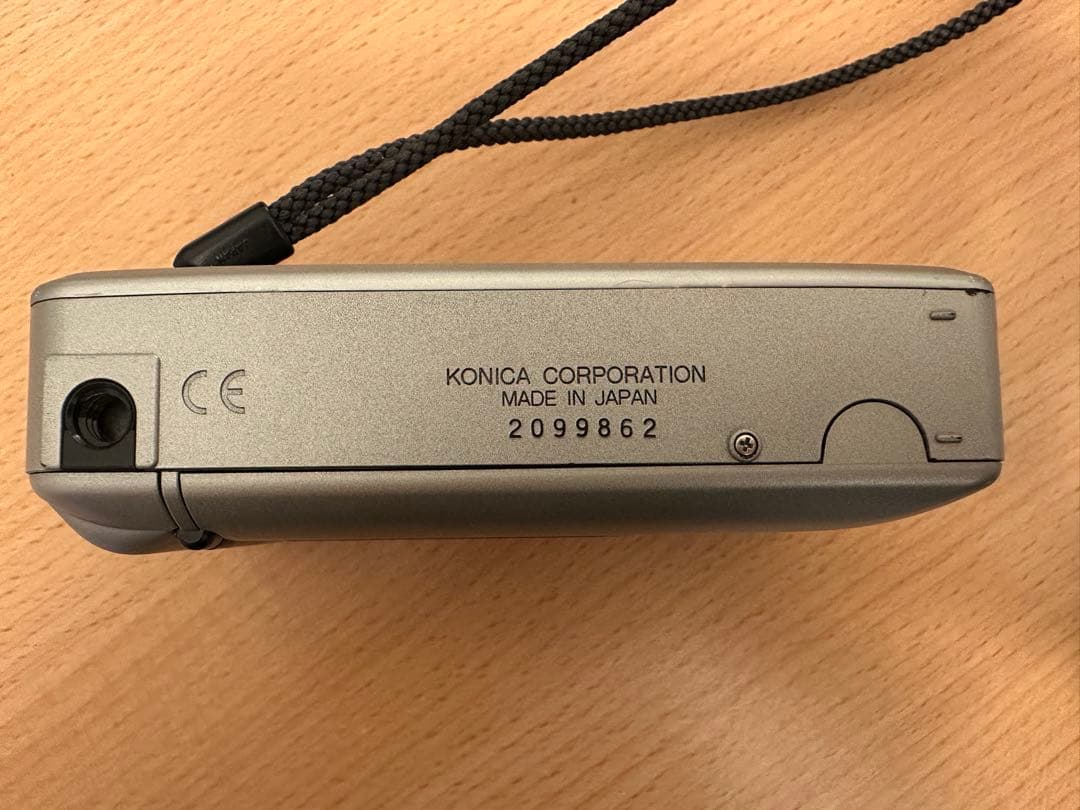 CE
KONICA CORPORATION
MADE IN JAPAN
2099862